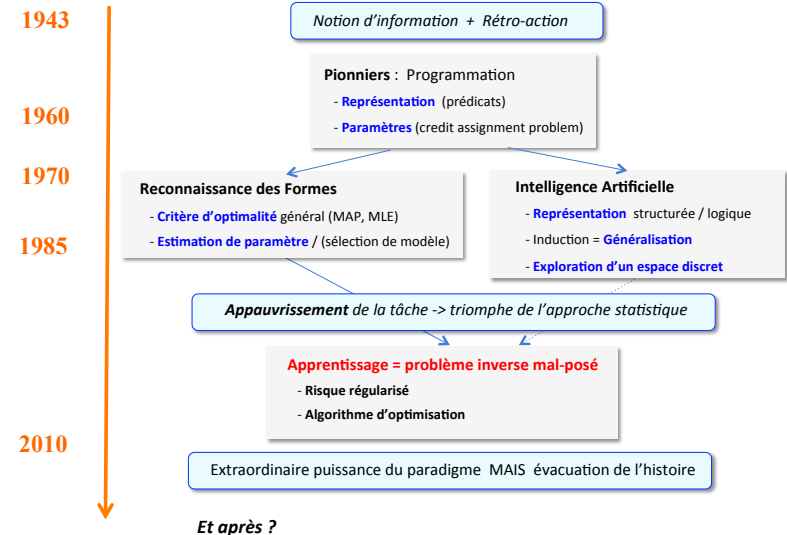 1943
Notion d'information + Rétro-action
Pionniers : Programmation
- Représentation (prédicats)
1960
- Paramètres (credit assignment problem)
1970
Reconnaissance des Formes
- Critère d'optimalité général (MAP, MLE)
- Estimation de paramètre / (sélection de modèle)
Intelligence Artificielle
- Représentation structurée / logique
- Induction = Généralisation
- Exploration d'un espace discret
1985
Appauvrissement de la tâche -> triomphe de l'approche statistique
Apprentissage = problème inverse mal-posé
- Risque régularisé
- Algorithme d'optimisation
2010
Extraordinaire puissance du paradigme MAIS évacuation de l'histoire
Et après ?